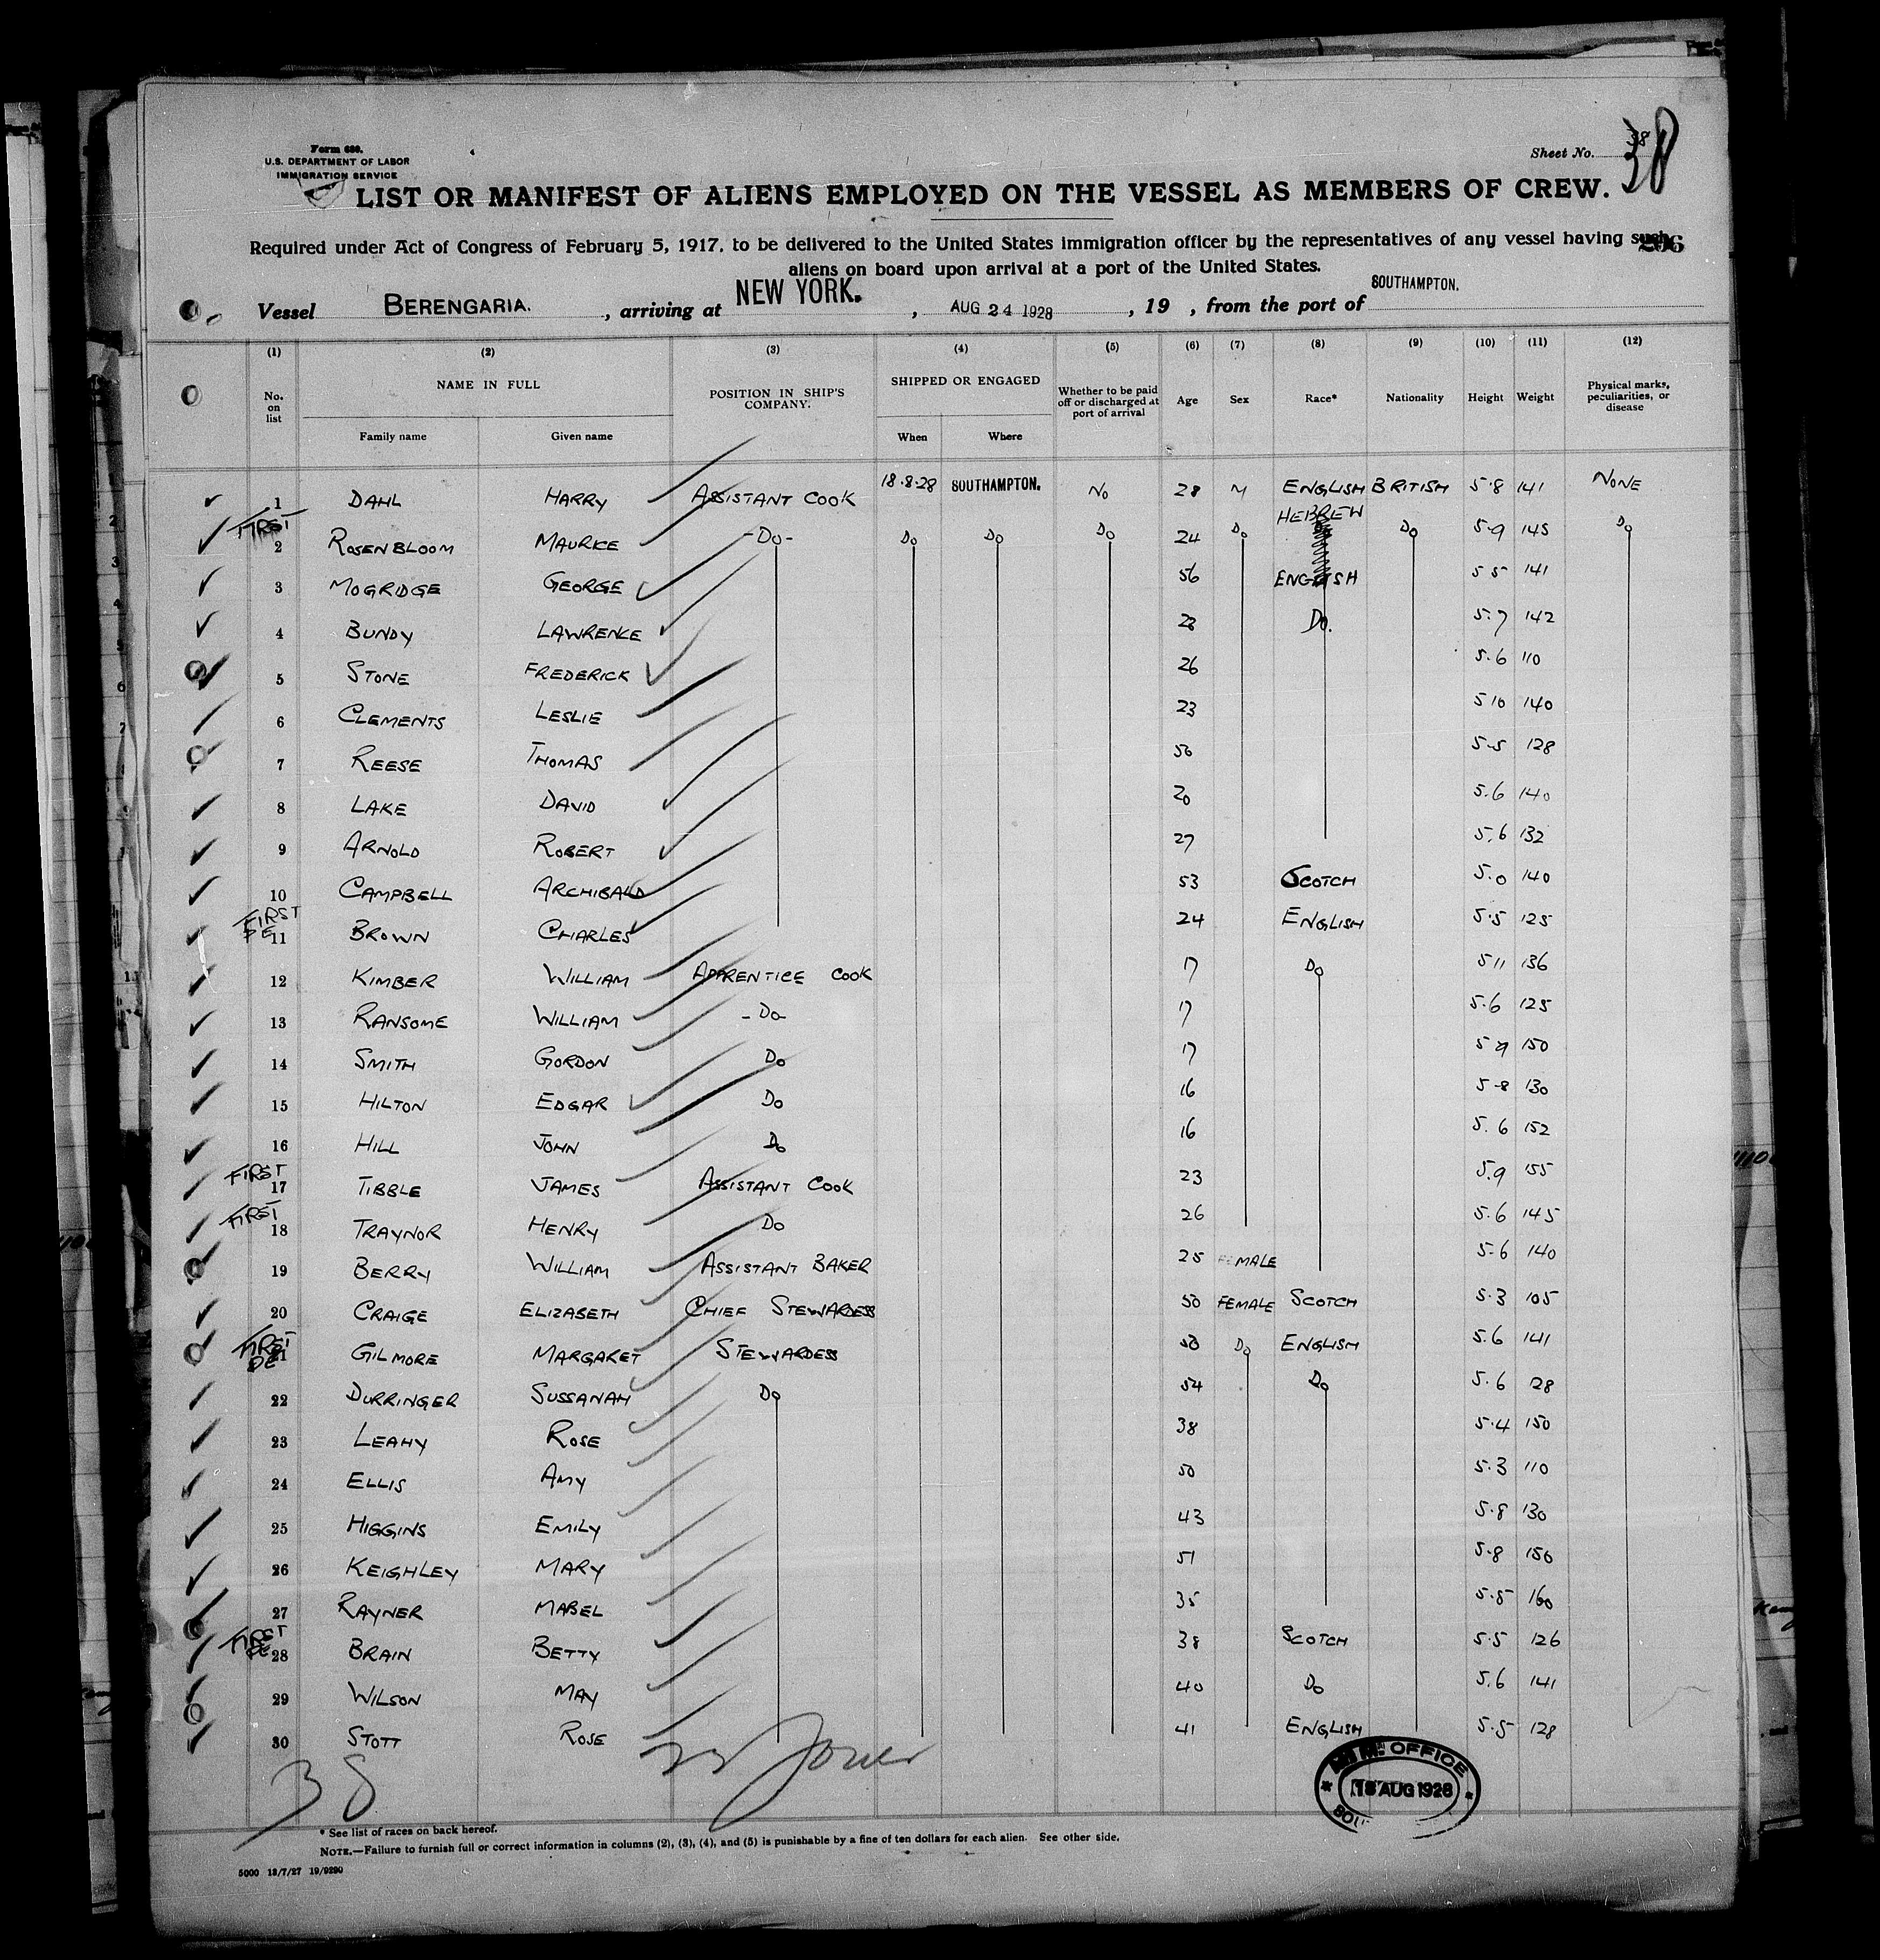 38
Form 680.
U.S. DEPARTMENT OF LABOR
IMMIGRATION SERVICE
Sheet No. 38
LIST OR MANIFEST OF ALIENS EMPLOYED ON THE VESSEL AS MEMBERS OF CREW.
Required under Act of Congress of February 5, 1917, to be delivered to the United States immigration officer by the representatives of any vessel having such
aliens on board upon arrival at a port of the United States.
Vessel BERENGARIA. , arriving at NEW YORK. , AUG 24 1928 , 19 , from the port of SOUTHAMPTON.
(1) (2) (3) (4) (5) (6) (7) (8) (9) (10) (11) (12)
No. on list NAME IN FULL Family name Given name POSITION IN SHIP'S COMPANY. SHIPPED OR ENGAGED When Where Whether to be paid off or discharged at port of arrival Age Sex Race* Nationality Height Weight Physical marks, peculiarities, or disease
1 DAHL HARRY ASSISTANT COOK 18.8.28 SOUTHAMPTON. No 28 M ENGLISH BRITISH 5.8 141 NONE
FIRST 2 ROSENBLOOM MAURICE -Do- Do Do Do 24 Do HEBREW Do 5.9 145 Do
3 MOGRIDGE GEORGE 56 ENGLISH 5 5 141
4 BUNDY LAWRENCE 28 Do. 5.7 142
5 STONE FREDERICK 26 5.6 110
6 CLEMENTS LESLIE 23 5 10 140
7 REESE THOMAS 50 5-5 128
8 LAKE DAVID 20 5.6 140
9 ARNOLD ROBERT 27 5.6 132
10 CAMPBELL ARCHIBALD 53 SCOTCH 5.0 140
FIRST 11 BROWN CHARLES 24 ENGLISH 5.5 125
12 KIMBER WILLIAM APPRENTICE COOK 17 Do 5 11 136
13 RANSOME WILLIAM -Do- 17 5.6 125
14 SMITH GORDON Do 17 5 9 150
15 HILTON EDGAR Do 16 5-8 130
16 HILL JOHN Do 16 5.6 152
FIRST 17 TIBBLE JAMES ASSISTANT COOK 23 5.9 155
FIRST 18 TRAYNOR HENRY Do 26 5.6 145
19 BERRY WILLIAM ASSISTANT BAKER 25 MALE 5.6 140
20 CRAIGE ELIZABETH CHIEF STEWARDESS 50 FEMALE SCOTCH 5.3 105
FIRST 21 GILMORE MARGARET STEWARDESS 50 Do ENGLISH 5.6 141
22 DURRINGER SUSSANAH Do 54 Do 5.6 128
23 LEAHY ROSE 38 5.4 150
24 ELLIS AMY 50 5.3 110
25 HIGGINS EMILY 43 5.8 130
26 KEIGHLEY MARY 51 5.8 150
27 RAYNER MABEL 35 5.5 160
FIRST 28 BRAIN BETTY 38 SCOTCH 5.5 126
29 WILSON MAY 40 Do 5.6 141
30 STOTT ROSE 41 ENGLISH 5.5 128
38
Jones
OFFICE
18 AUG 1928
* See list of races on back hereof.
NOTE.—Failure to furnish full or correct information in columns (2), (3), (4), and (5) is punishable by a fine of ten dollars for each alien. See other side.
5000 13/7/27 19/9290